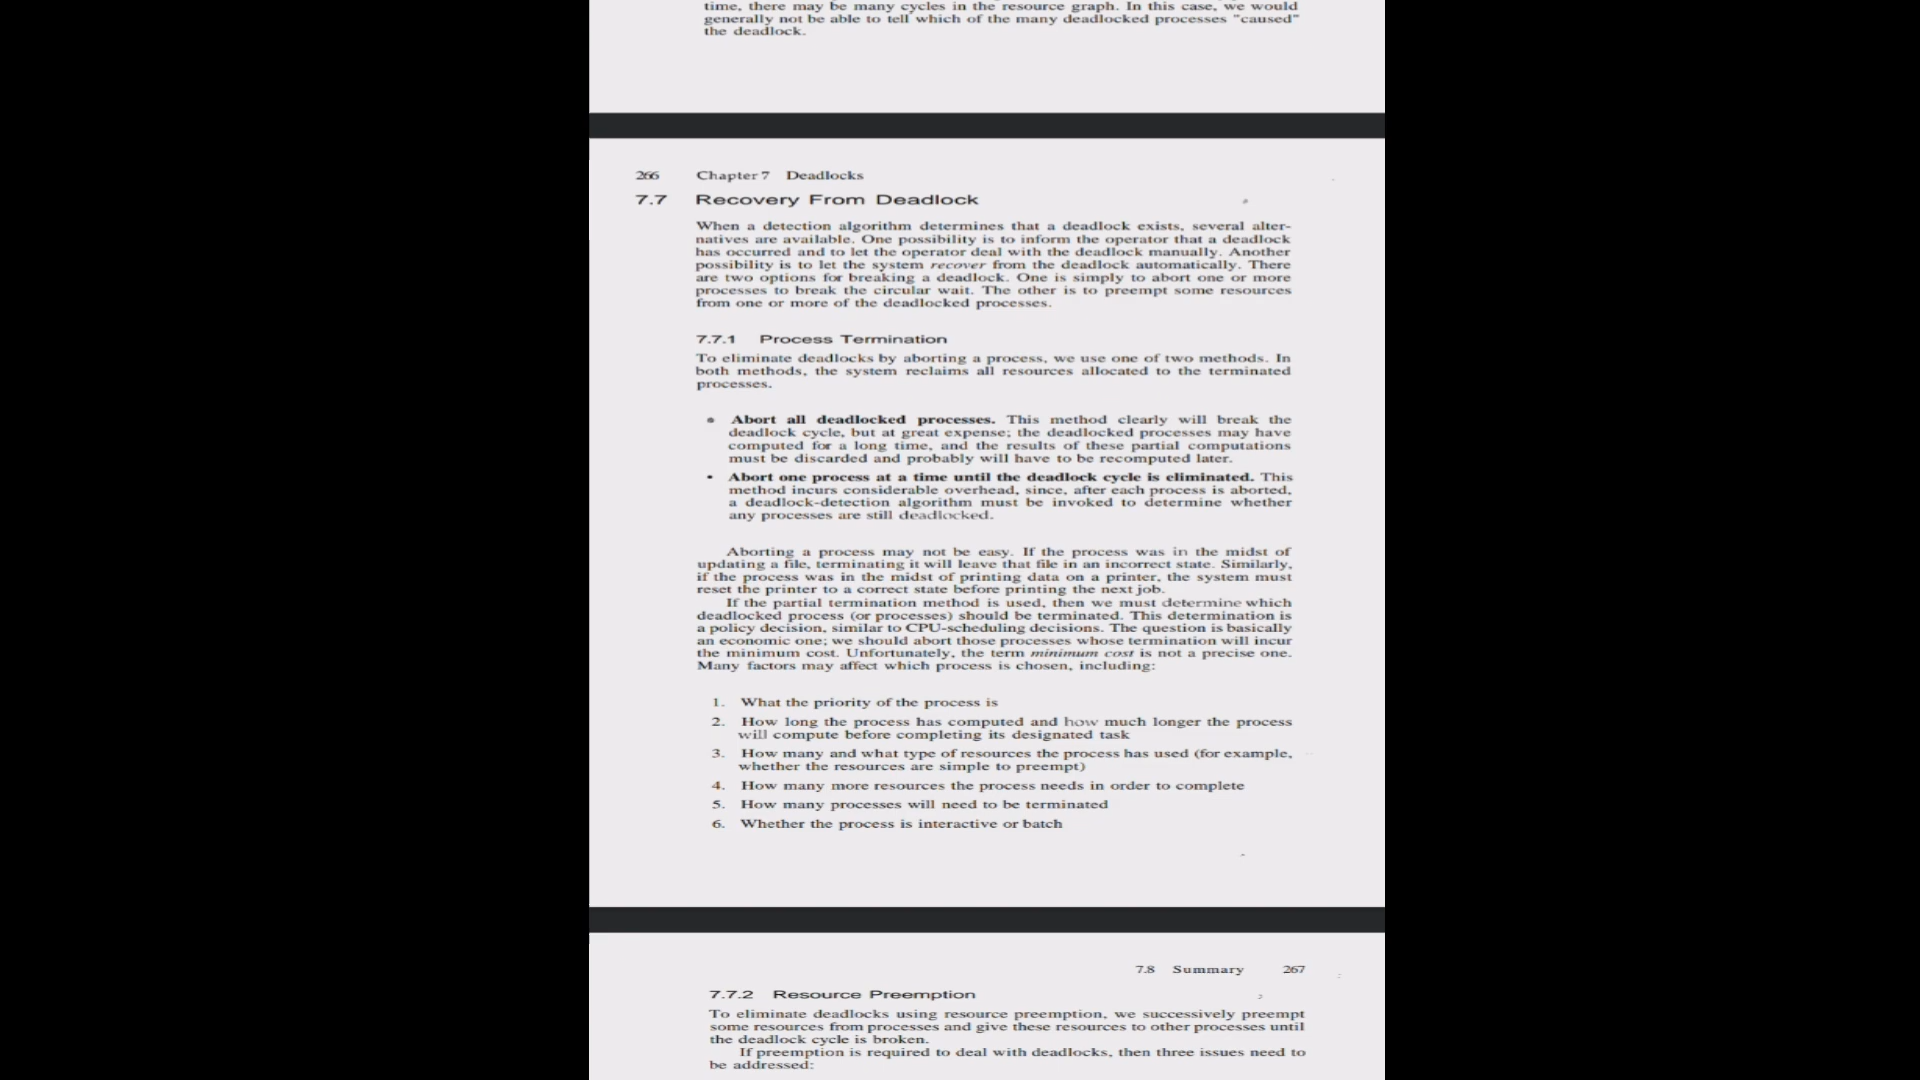 time, there may be many cycles in the resource graph. In this case, we would
generally not be able to tell which of the many deadlocked processes "caused"
the deadlock.
266 Chapter 7 Deadlocks
7.7 Recovery From Deadlock
When a detection algorithm determines that a deadlock exists, several alter-
natives are available. One possibility is to inform the operator that a deadlock
has occurred and to let the operator deal with the deadlock manually. Another
possibility is to let the system recover from the deadlock automatically. There
are two options for breaking a deadlock. One is simply to abort one or more
processes to break the circular wait. The other is to preempt some resources
from one or more of the deadlocked processes.
7.7.1 Process Termination
To eliminate deadlocks by aborting a process, we use one of two methods. In
both methods, the system reclaims all resources allocated to the terminated
processes.
• Abort all deadlocked processes. This method clearly will break the
deadlock cycle, but at great expense; the deadlocked processes may have
computed for a long time, and the results of these partial computations
must be discarded and probably will have to be recomputed later.
• Abort one process at a time until the deadlock cycle is eliminated. This
method incurs considerable overhead, since, after each process is aborted,
a deadlock-detection algorithm must be invoked to determine whether
any processes are still deadlocked.
Aborting a process may not be easy. If the process was in the midst of
updating a file, terminating it will leave that file in an incorrect state. Similarly,
if the process was in the midst of printing data on a printer, the system must
reset the printer to a correct state before printing the next job.
If the partial termination method is used, then we must determine which
deadlocked process (or processes) should be terminated. This determination is
a policy decision, similar to CPU-scheduling decisions. The question is basically
an economic one; we should abort those processes whose termination will incur
the minimum cost. Unfortunately, the term minimum cost is not a precise one.
Many factors may affect which process is chosen, including:
1. What the priority of the process is
2. How long the process has computed and how much longer the process
will compute before completing its designated task
3. How many and what type of resources the process has used (for example,
whether the resources are simple to preempt)
4. How many more resources the process needs in order to complete
5. How many processes will need to be terminated
6. Whether the process is interactive or batch
7.8 Summary 267
7.7.2 Resource Preemption
To eliminate deadlocks using resource preemption, we successively preempt
some resources from processes and give these resources to other processes until
the deadlock cycle is broken.
If preemption is required to deal with deadlocks, then three issues need to
be addressed: